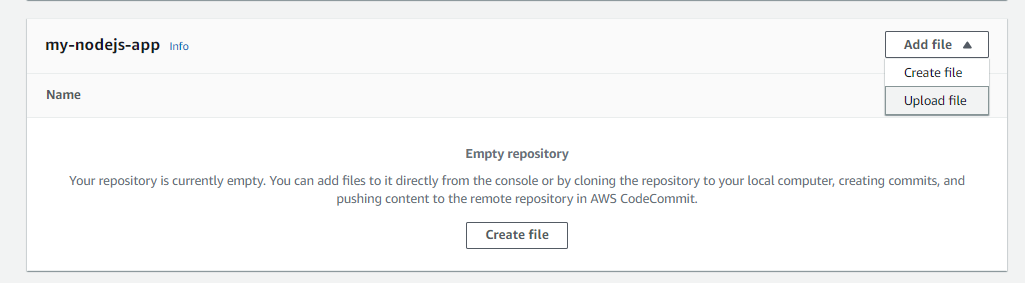 my-nodejs-app Info
Add file
Create file
Upload file
Name
Empty repository
Your repository is currently empty. You can add files to it directly from the console or by cloning the repository to your local computer, creating commits, and
pushing content to the remote repository in AWS CodeCommit.
Create file